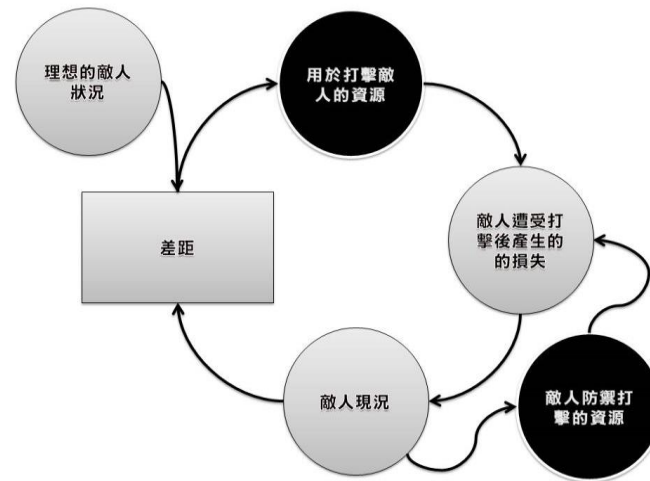 理想的敵人
狀況
用於打擊敵
人的資源
差距
敵人遭受打
擊後產生的
的損失
敵人現況
敵人防禦打
擊的資源